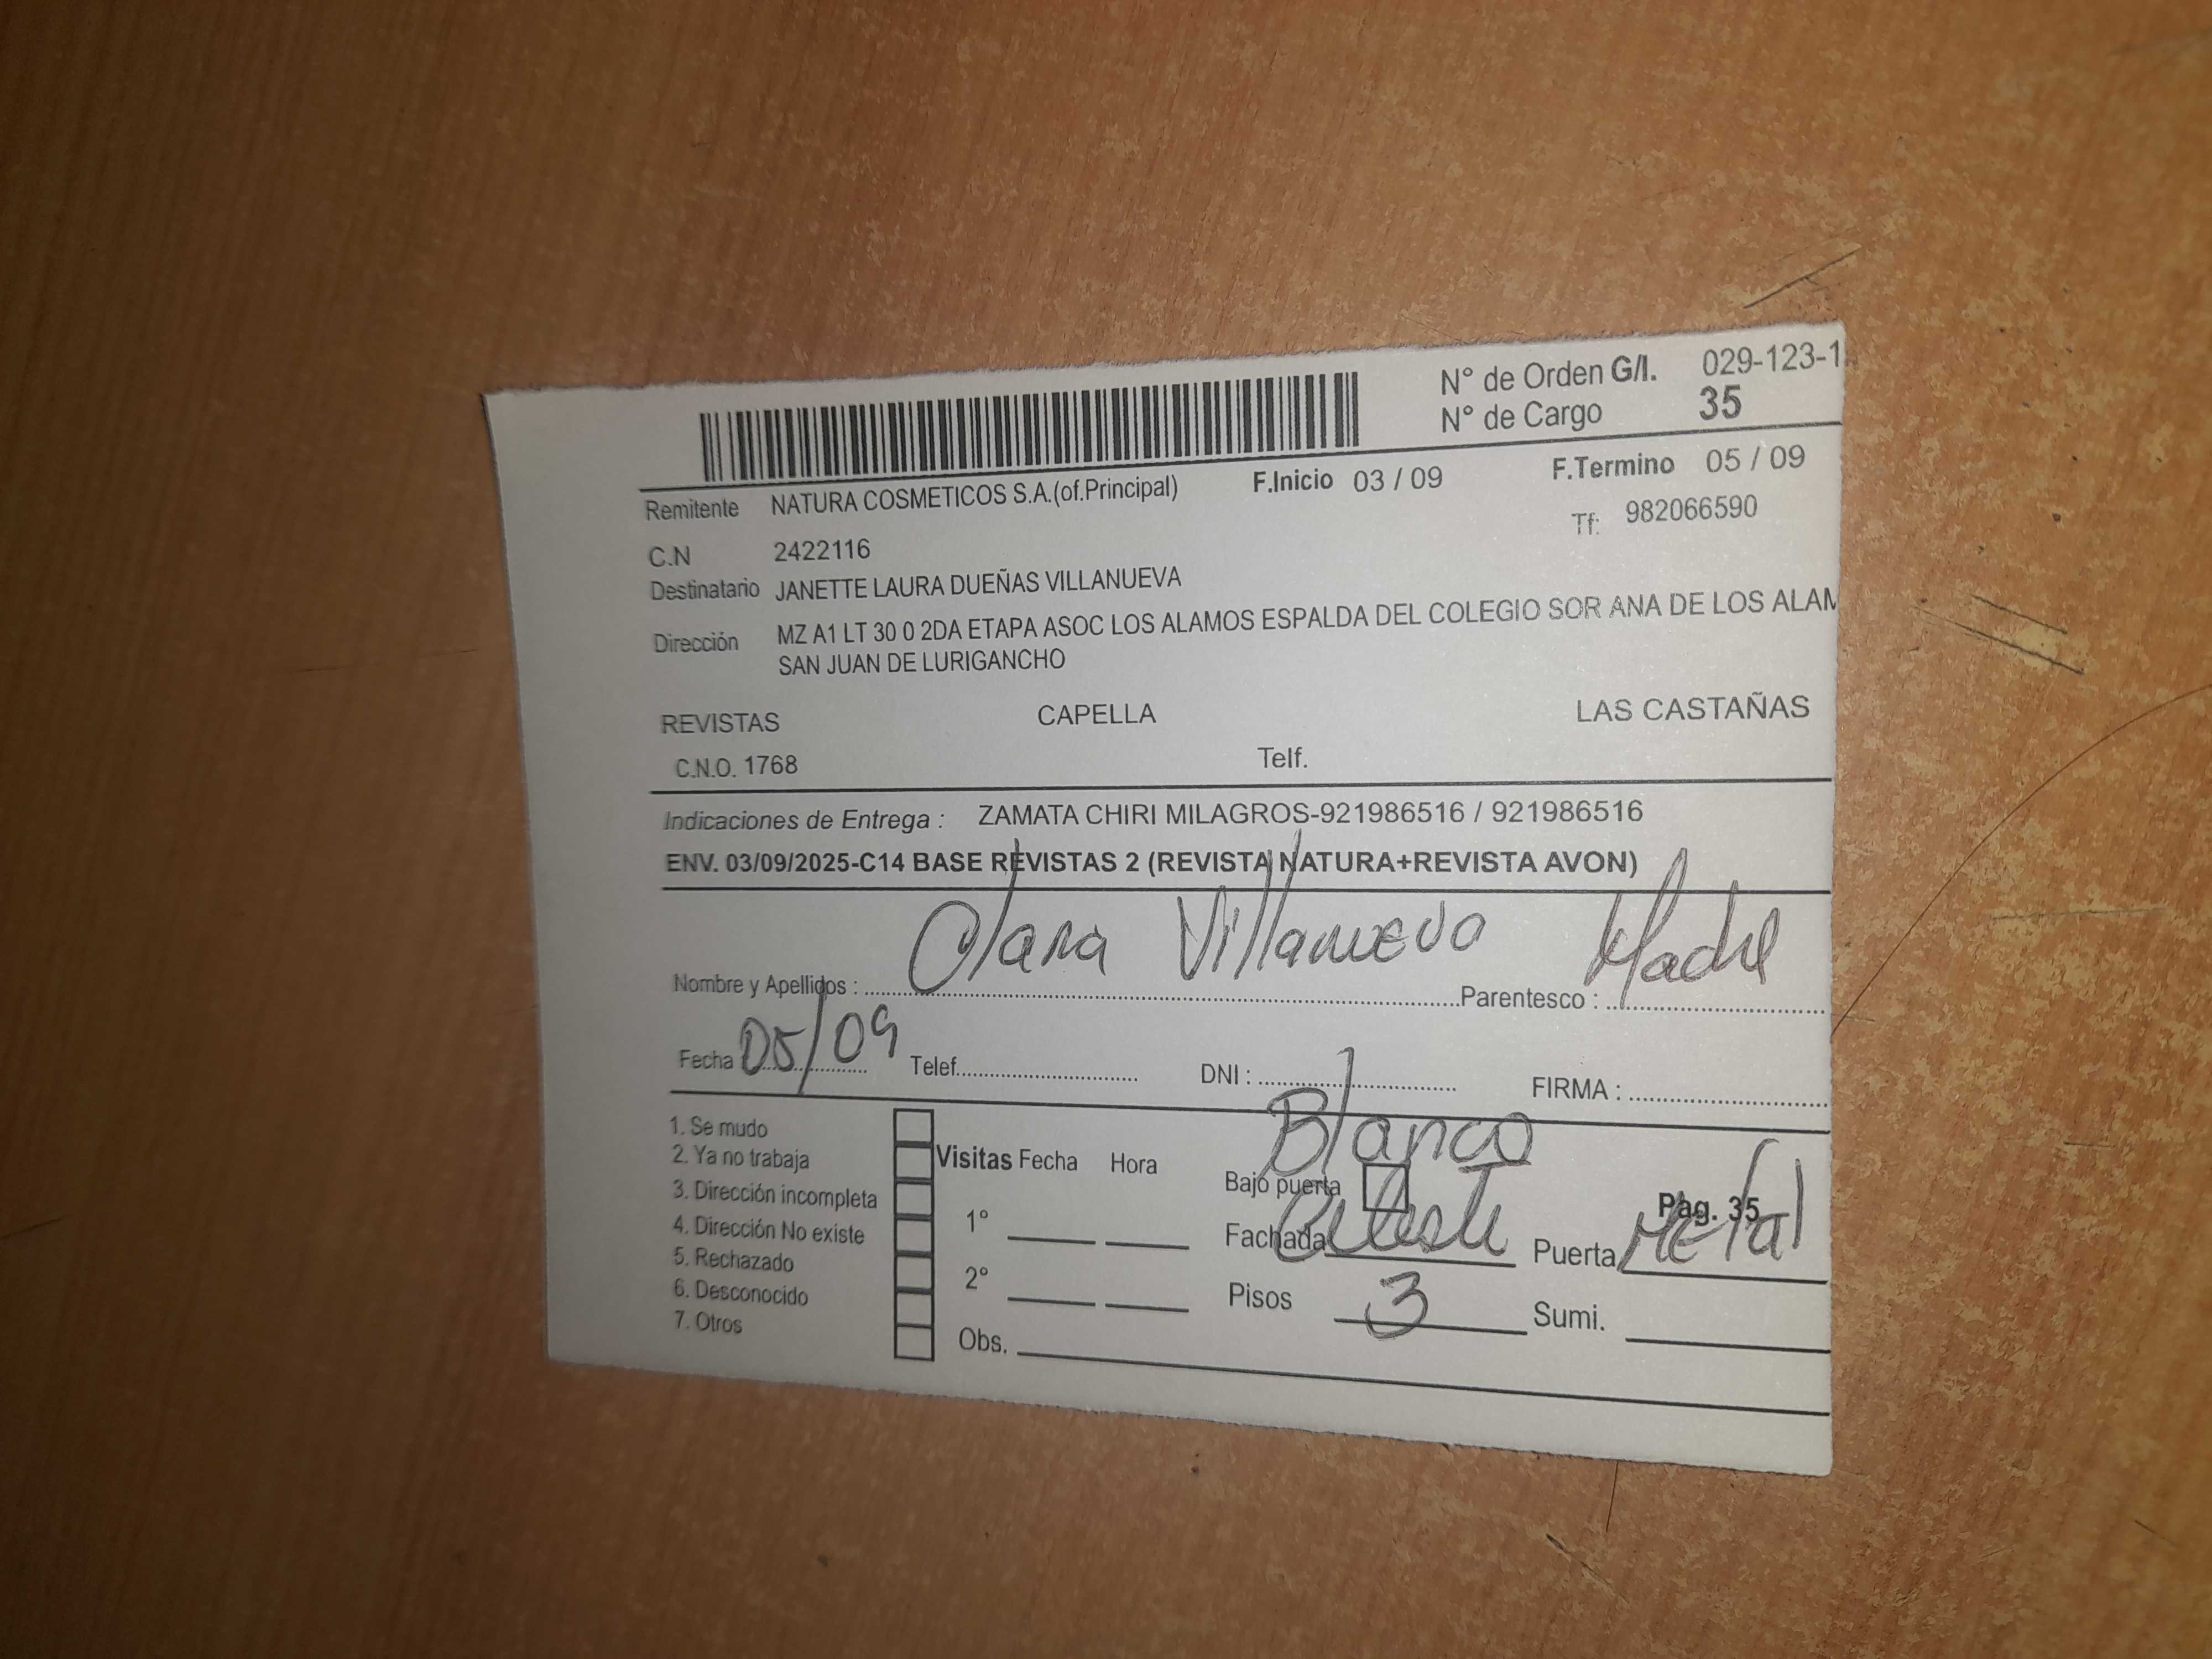 N° de Orden G/I. 029-123-1
N° de Cargo 35
F.Inicio 03 / 09 F.Termino 05 / 09
Remitente NATURA COSMETICOS S.A.(of.Principal)
Tf: 982066590
C.N 2422116
Destinatario JANETTE LAURA DUEÑAS VILLANUEVA
Dirección MZ A1 LT 30 0 2DA ETAPA ASOC LOS ALAMOS ESPALDA DEL COLEGIO SOR ANA DE LOS ALAM
SAN JUAN DE LURIGANCHO
REVISTAS CAPELLA LAS CASTAÑAS
C.N.O. 1768 Telf.
Indicaciones de Entrega : ZAMATA CHIRI MILAGROS-921986516 / 921986516
ENV. 03/09/2025-C14 BASE REVISTAS 2 (REVISTA NATURA+REVISTA AVON)
Nombre y Apellidos : Clara Villanueva Parentesco : Madre
Fecha 05/09 Telef. DNI : FIRMA :
1. Se mudo
2. Ya no trabaja
3. Dirección incompleta
4. Dirección No existe
5. Rechazado
6. Desconocido
7. Otros
Visitas Fecha Hora
1°
2°
Obs.
Blanco
Bajo puerta Pag. 35
Fachada Celeste Puerta Metal
Pisos 3 Sumi.